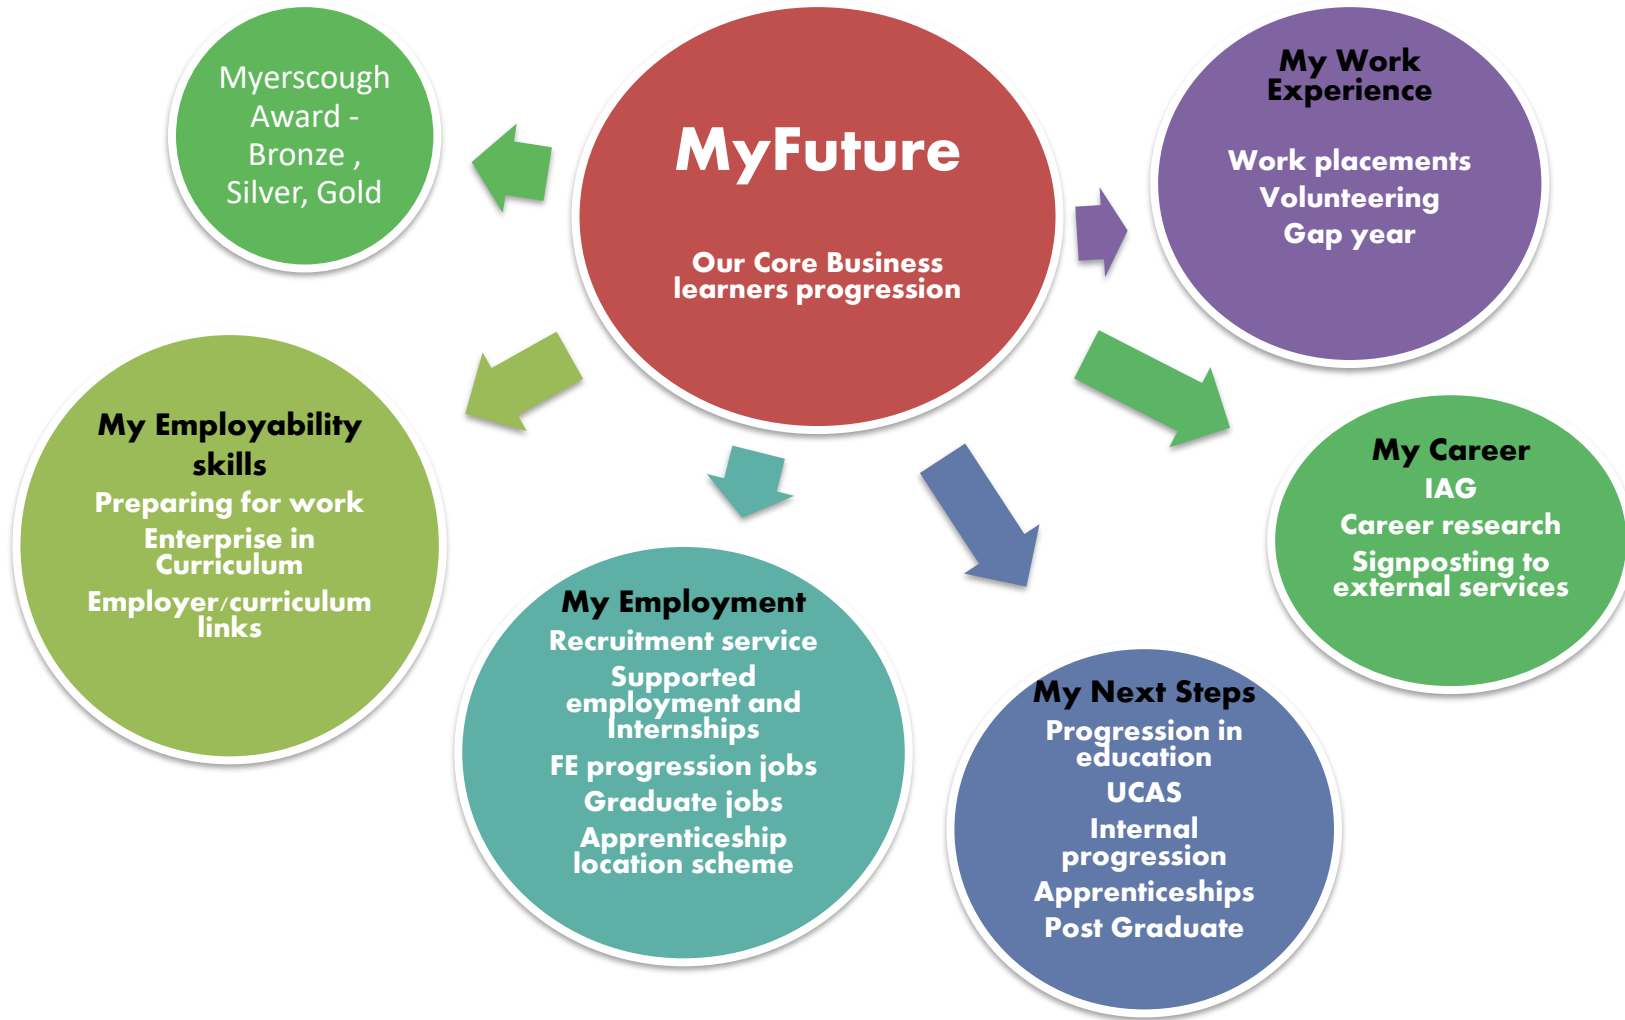 Myerscough
Award -
Bronze ,
Silver, Gold
MyFuture
Our Core Business
learners progression
My Work
Experience
Work placements
Volunteering
Gap year
My Employability
skills
Preparing for work
Enterprise in
Curriculum
Employer/curriculum
links
My Employment
Recruitment service
Supported
employment and
Internships
FE progression jobs
Graduate jobs
Apprenticeship
location scheme
My Next Steps
Progression in
education
UCAS
Internal
progression
Apprenticeships
Post Graduate
My Career
IAG
Career research
Signposting to
external services